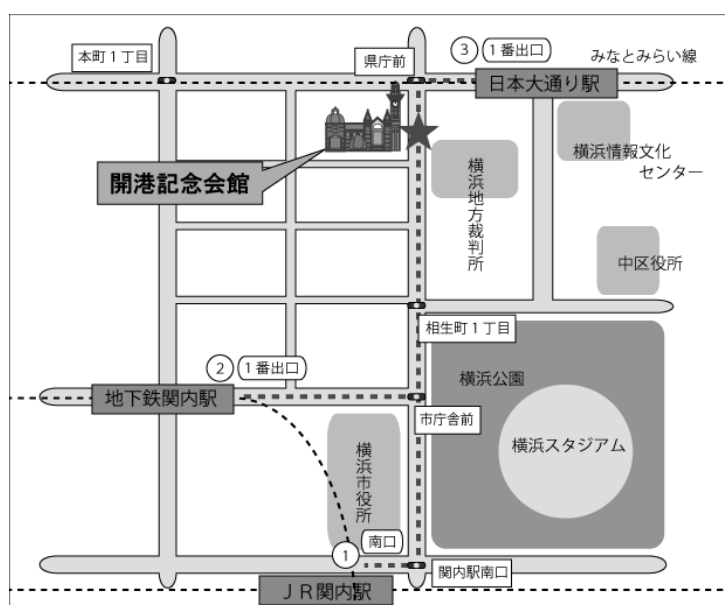 本町１丁目
県庁前
③ １番出口
みなとみらい線
日本大通り駅
開港記念会館
横浜地方裁判所
横浜情報文化
センター
中区役所
相生町１丁目
② １番出口
地下鉄関内駅
横浜公園
市庁舎前
横浜スタジアム
横浜市役所
① 南口
関内駅南口
ＪＲ関内駅